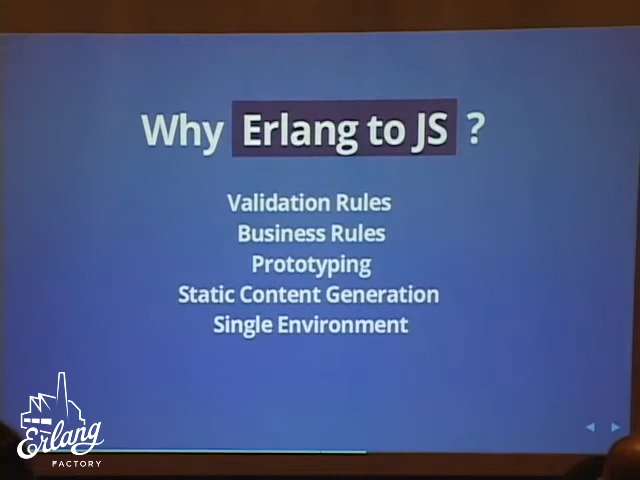 Why Erlang to JS ?
Validation Rules
Business Rules
Prototyping
Static Content Generation
Single Environment
Erlang
FACTORY